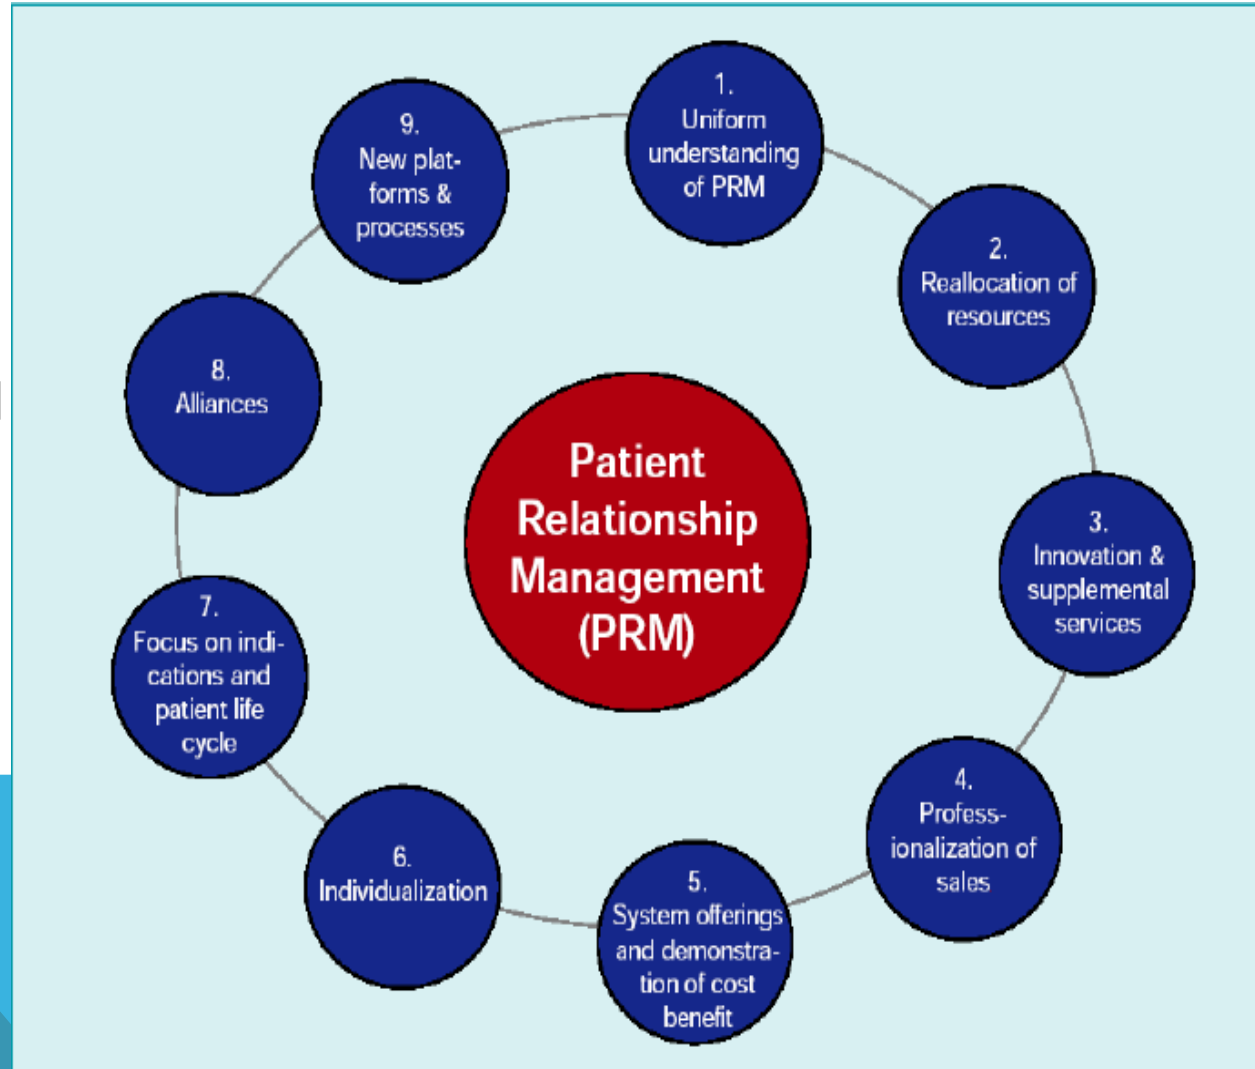 Patient
Relationship
Management
(PRM)
1.
Uniform
understanding
of PRM
2.
Reallocation of
resources
3.
Innovation &
supplemental
services
4.
Profess-
ionalization of
sales
5.
System offerings
and demonstra-
tion of cost
benefit
6.
Individualization
7.
Focus on indi-
cations and
patient life
cycle
8.
Alliances
9.
New plat-
forms &
processes